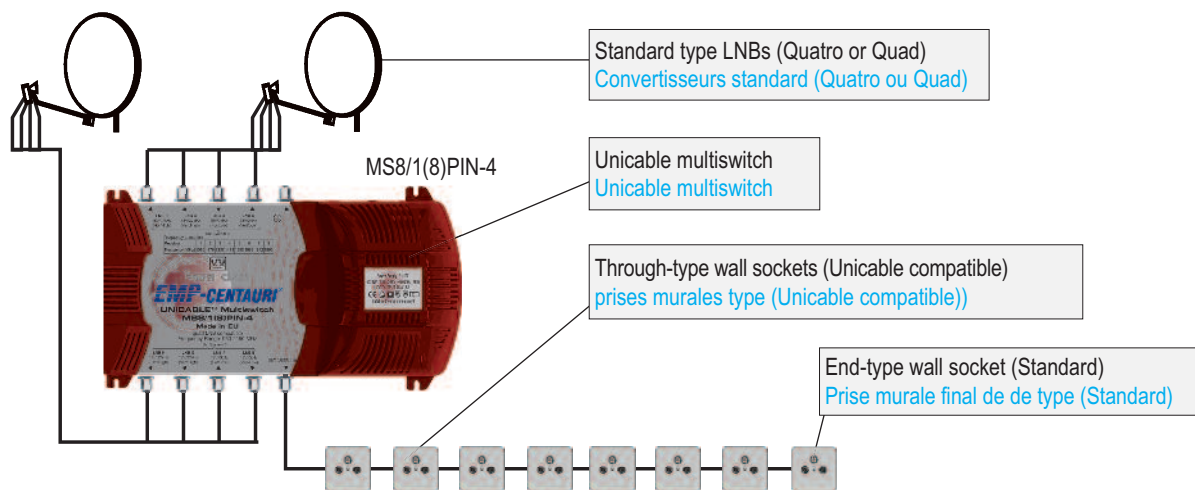 Standard type LNBs (Quatro or Quad)
Convertisseurs standard (Quatro ou Quad)
MS8/1(8)PIN-4
Unicable multiswitch
Unicable multiswitch
Through-type wall sockets (Unicable compatible)
prises murales type (Unicable compatible))
EMP-CENTAURI
UNICABLE™ Multiswitch
MS8/1(8)PIN-4
Made in EU
End-type wall socket (Standard)
Prise murale final de de type (Standard)